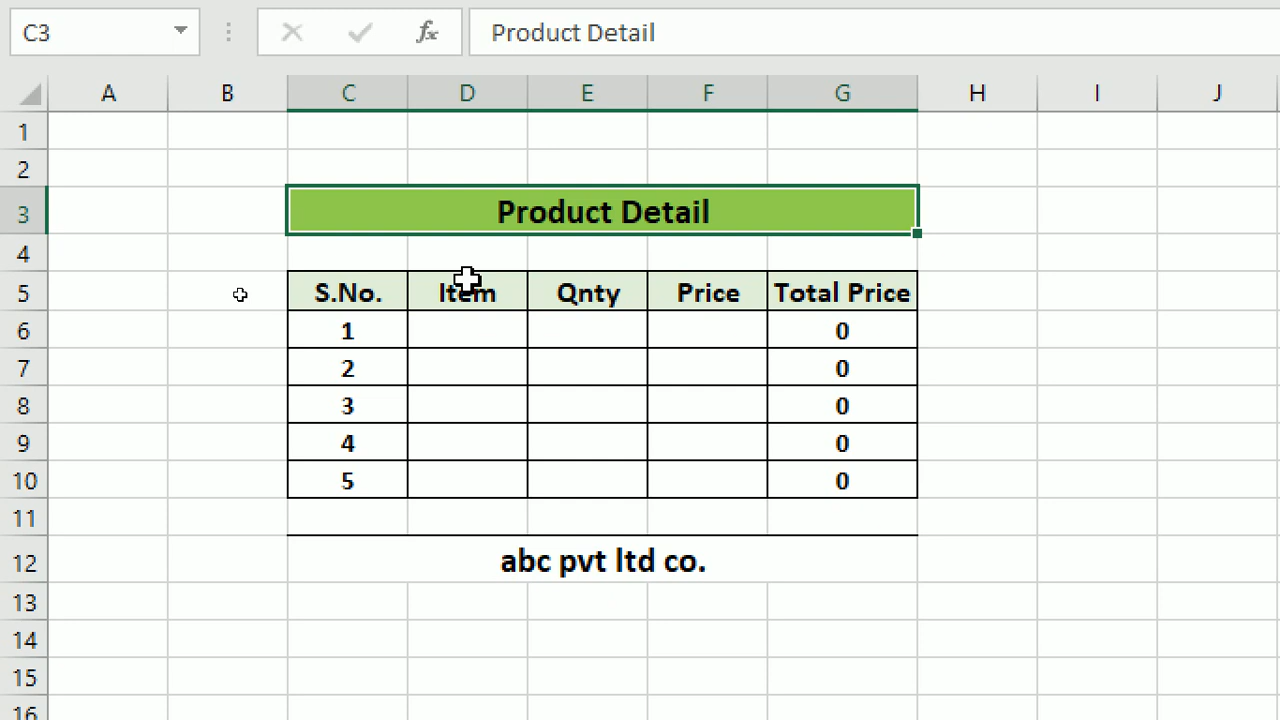 C3 fx Product Detail
A B C D E F G H I J
1
2
3 Product Detail
4
5 S.No. Item Qnty Price Total Price
6 1 0
7 2 0
8 3 0
9 4 0
10 5 0
11
12 abc pvt ltd co.
13
14
15
16